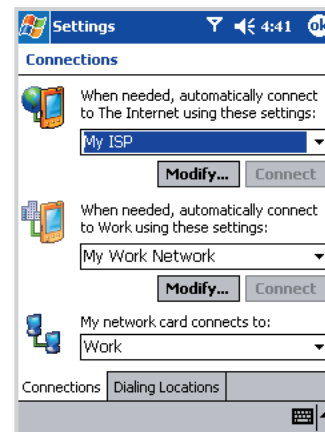 Settings 4:41 ok
Connections
When needed, automatically connect
to The Internet using these settings:
My ISP
Modify... Connect
When needed, automatically connect
to Work using these settings:
My Work Network
Modify... Connect
My network card connects to:
Work
Connections Dialing Locations